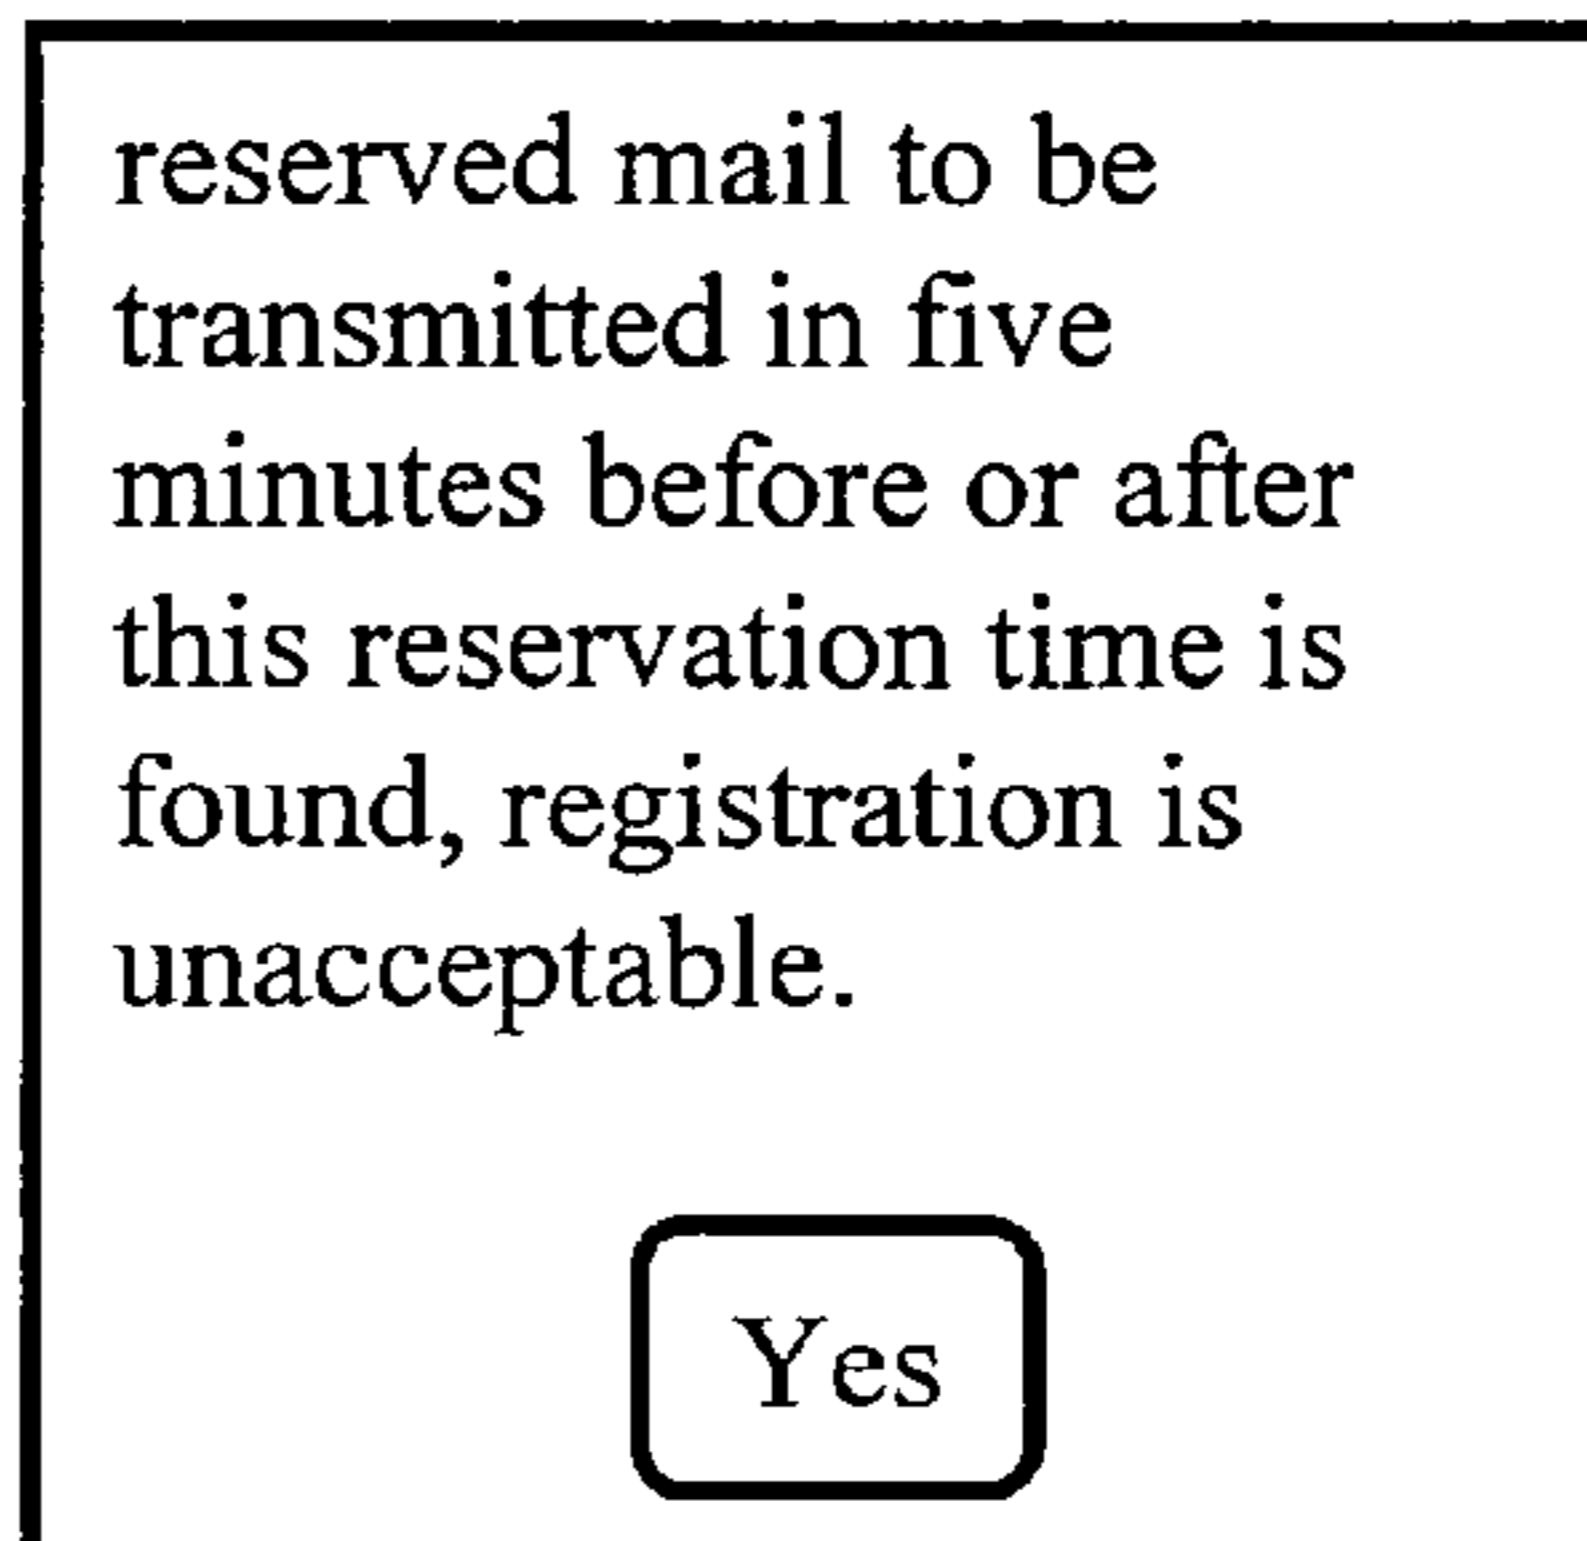 reserved mail to be
transmitted in five
minutes before or after
this reservation time is
found, registration is
unacceptable.
Yes